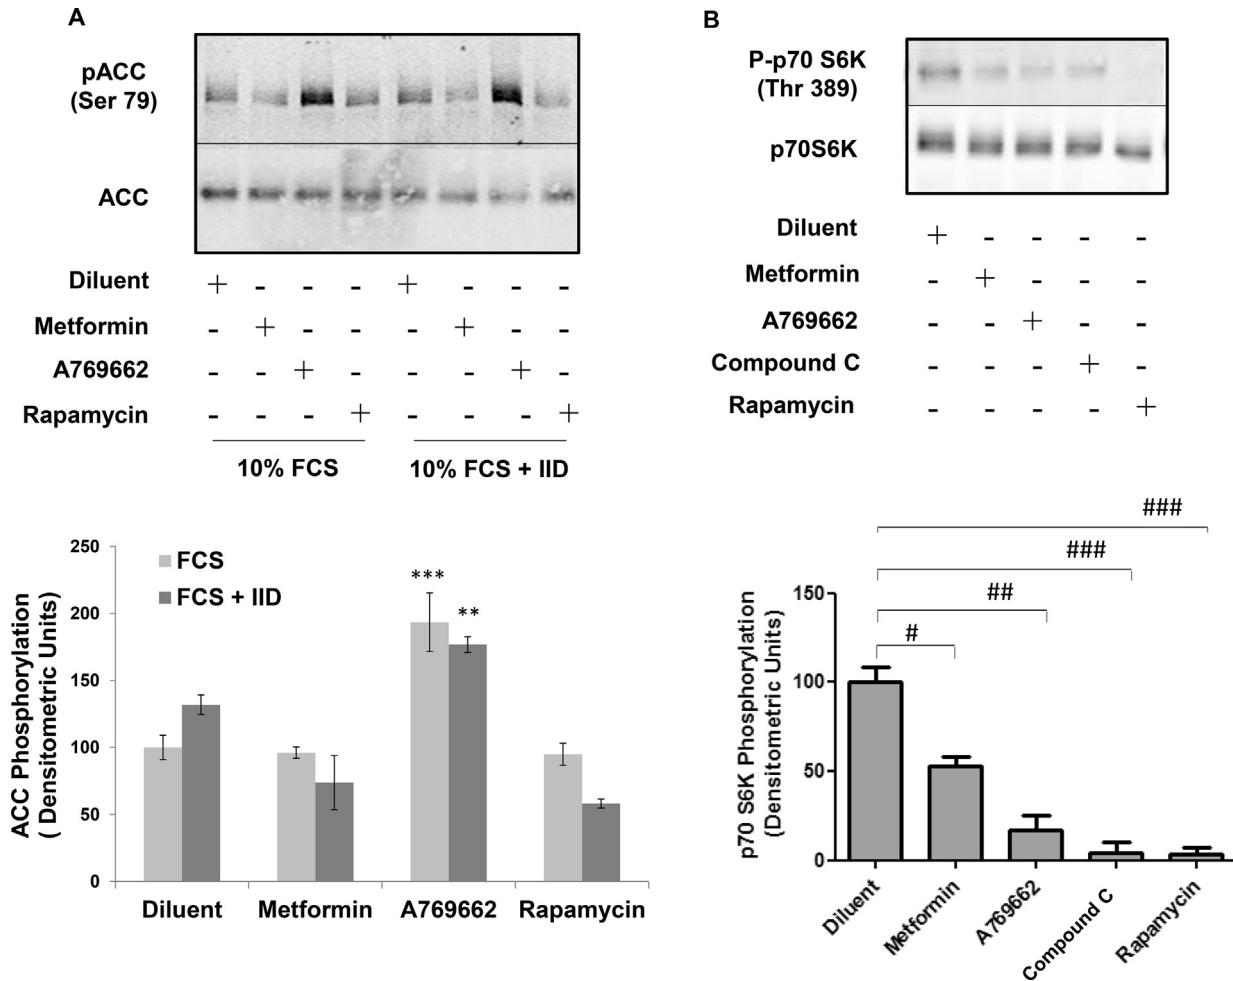 A
pACC
(Ser 79)
ACC
Diluent + - - - + - - -
Metformin - + - - - + - -
A769662 - - + - - - + -
Rapamycin - - - + - - - +
10% FCS 10% FCS + IID
ACC Phosphorylation
( Densitometric Units)
250
200
150
100
50
0
FCS
FCS + IID
***
**
Diluent Metformin A769662 Rapamycin
B
P-p70 S6K
(Thr 389)
p70S6K
Diluent + - - - -
Metformin - + - - -
A769662 - - + - -
Compound C - - - + -
Rapamycin - - - - +
###
###
##
#
p70 S6K Phosphorylation
(Densitometric Units)
150
100
50
0
Diluent
Metformin
A769662
Compound C
Rapamycin